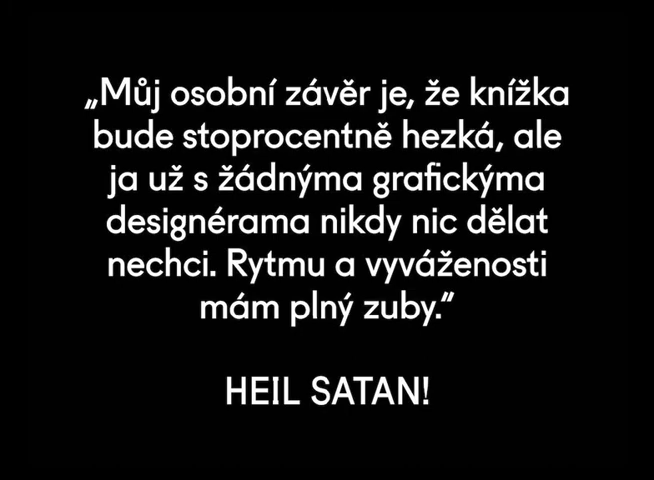 „Můj osobní závěr je, že knížka
bude stoprocentně hezká, ale
ja už s žádnýma grafickýma
designérama nikdy nic dělat
nechci. Rytmu a vyváženosti
mám plný zuby.“
HEIL SATAN!